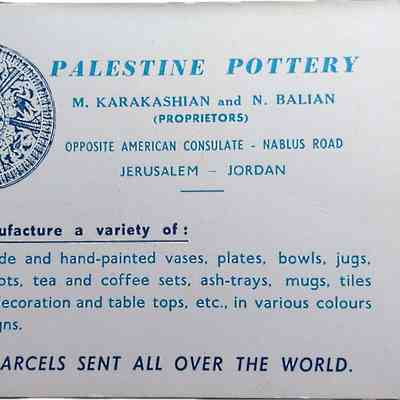 PALESTINE POTTERY
M. KARAKASHIAN and N. BALIAN
(PROPRIETORS)
OPPOSITE AMERICAN CONSULATE - NABLUS ROAD
JERUSALEM – JORDAN
ufacture a variety of :
de and hand-painted vases, plates, bowls, jugs,
ots, tea and coffee sets, ash-trays, mugs, tiles
ecoration and table tops, etc., in various colours
gns.
ARCELS SENT ALL OVER THE WORLD.